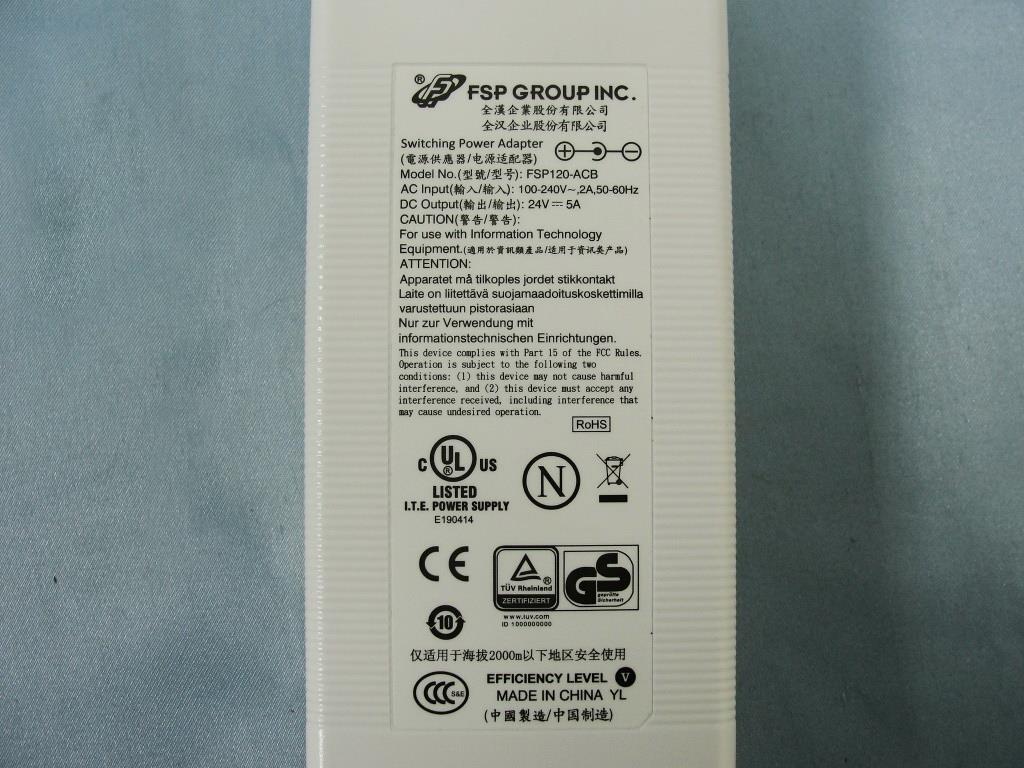 ® FSP GROUP INC.
全漢企業股份有限公司
全汉企业股份有限公司
Switching Power Adapter
(電源供應器/电源适配器)
Model No.(型號/型号): FSP120-ACB
AC Input(輸入/输入): 100-240V~,2A,50-60Hz
DC Output(輸出/输出): 24V⎓5A
CAUTION(警告/警告):
For use with Information Technology
Equipment.(適用於資訊類產品/适用于资讯类产品)
ATTENTION:
Apparatet må tilkoples jordet stikkontakt
Laite on liitettävä suojamaadoituskoskettimilla
varustettuun pistorasiaan
Nur zur Verwendung mit
informationstechnischen Einrichtungen.
This device complies with Part 15 of the FCC Rules.
Operation is subject to the following two
conditions: (1) this device may not cause harmful
interference, and (2) this device must accept any
interference received, including interference that
may cause undesired operation.
RoHS
C UL ® US
LISTED
I.T.E. POWER SUPPLY
E190414
N
CE
TÜV Rheinland ®
ZERTIFIZIERT
GS
geprüfte
Sicherheit
www.tuv.com
ID 1000000000
10
仅适用于海拔2000m以下地区安全使用
CCC S&E
EFFICIENCY LEVEL V
MADE IN CHINA YL
(中國製造/中国制造)